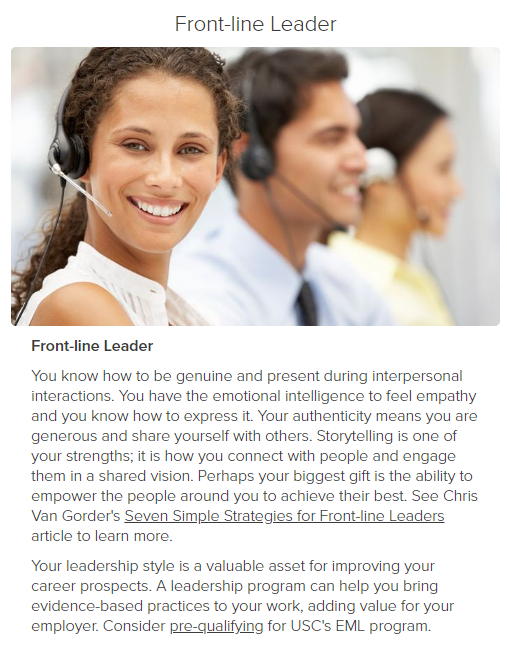 Front-line Leader
Front-line Leader
You know how to be genuine and present during interpersonal
interactions. You have the emotional intelligence to feel empathy
and you know how to express it. Your authenticity means you are
generous and share yourself with others. Storytelling is one of
your strengths; it is how you connect with people and engage
them in a shared vision. Perhaps your biggest gift is the ability to
empower the people around you to achieve their best. See Chris
Van Gorder's Seven Simple Strategies for Front-line Leaders
article to learn more.
Your leadership style is a valuable asset for improving your
career prospects. A leadership program can help you bring
evidence-based practices to your work, adding value for your
employer. Consider pre-qualifying for USC's EML program.